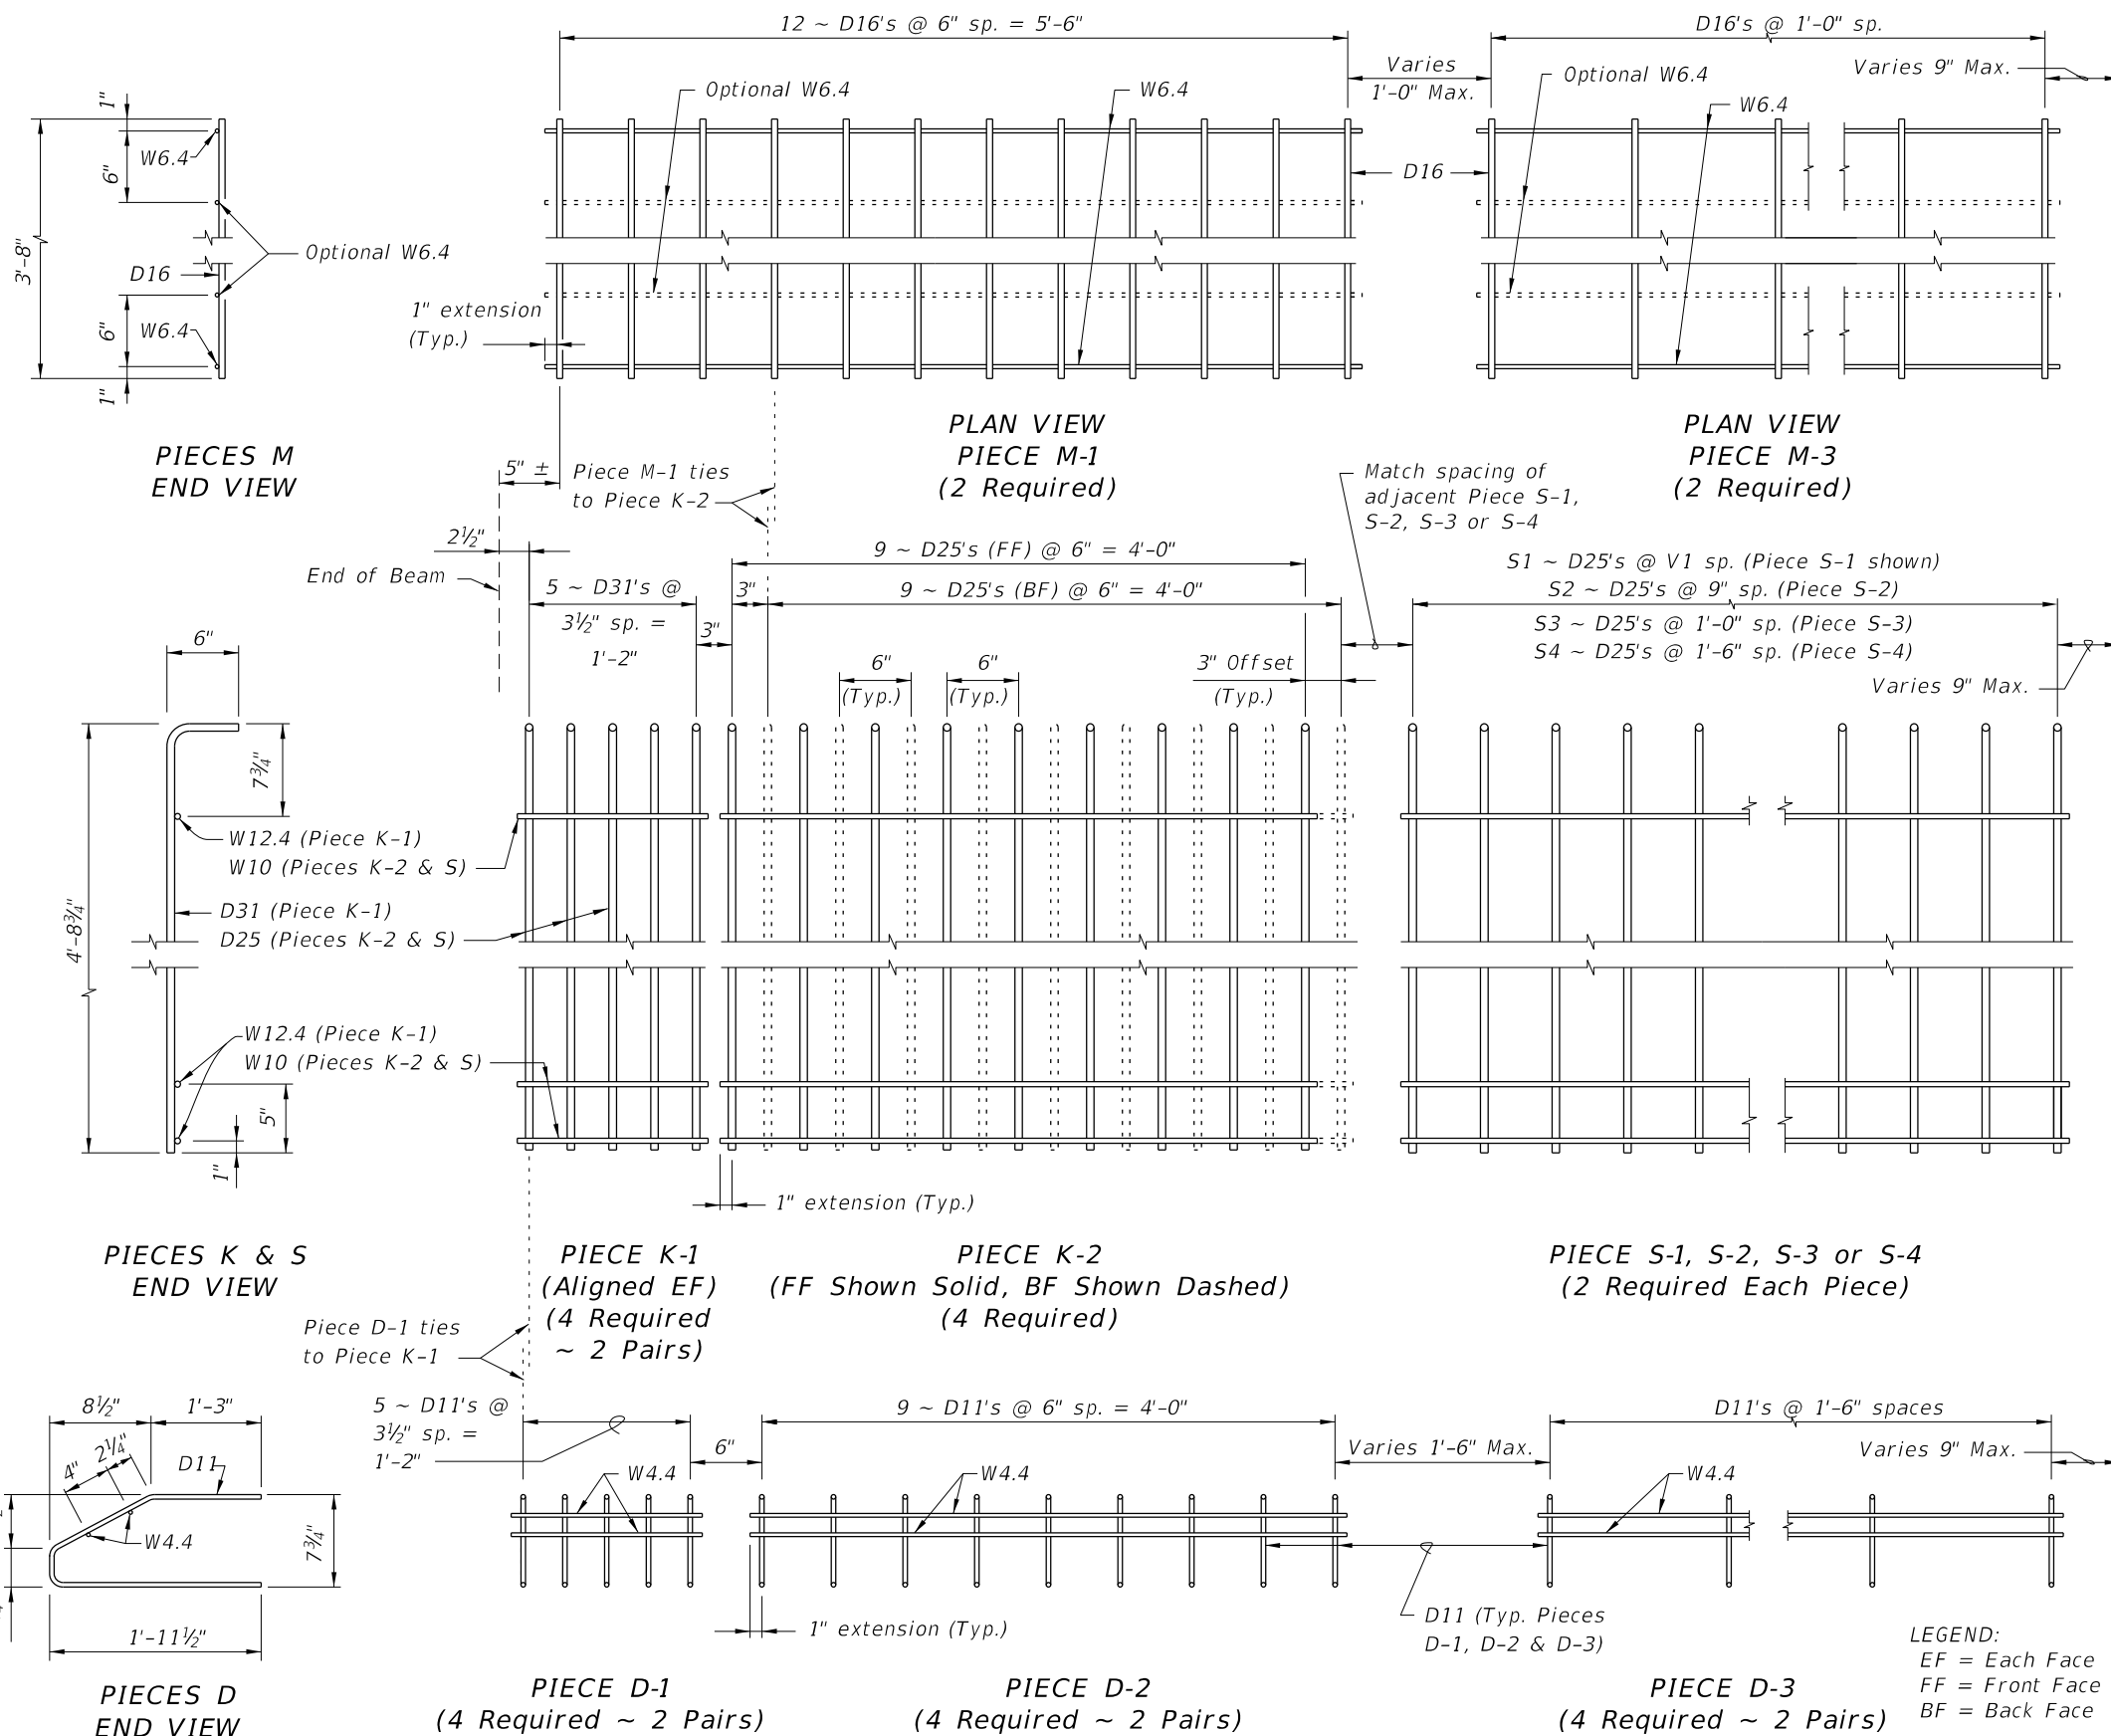 12 ~ D16's @ 6" sp. = 5'-6"
D16's @ 1'-0" sp.
Varies
1'-0" Max.
Varies 9" Max.
Optional W6.4
W6.4
Optional W6.4
W6.4
1"
6"
W6.4
3'-8"
Optional W6.4
D16
6"
W6.4
1"
D16
1" extension
(Typ.)
PIECES M
END VIEW
PLAN VIEW
PIECE M-1
(2 Required)
PLAN VIEW
PIECE M-3
(2 Required)
5" ±
Piece M-1 ties
to Piece K-2
Match spacing of
adjacent Piece S-1,
S-2, S-3 or S-4
2½"
End of Beam
5 ~ D31's @
3½" sp. =
1'-2"
3"
3"
9 ~ D25's (FF) @ 6" = 4'-0"
9 ~ D25's (BF) @ 6" = 4'-0"
6"
(Typ.)
6"
(Typ.)
3" Offset
(Typ.)
S1 ~ D25's @ V1 sp. (Piece S-1 shown)
S2 ~ D25's @ 9" sp. (Piece S-2)
S3 ~ D25's @ 1'-0" sp. (Piece S-3)
S4 ~ D25's @ 1'-6" sp. (Piece S-4)
Varies 9" Max.
6"
7¾"
4'-8¾"
W12.4 (Piece K-1)
W10 (Pieces K-2 & S)
D31 (Piece K-1)
D25 (Pieces K-2 & S)
W12.4 (Piece K-1)
W10 (Pieces K-2 & S)
5"
1"
1" extension (Typ.)
PIECES K & S
END VIEW
PIECE K-1
(Aligned EF)
(4 Required
~ 2 Pairs)
PIECE K-2
(FF Shown Solid, BF Shown Dashed)
(4 Required)
PIECE S-1, S-2, S-3 or S-4
(2 Required Each Piece)
Piece D-1 ties
to Piece K-1
8½"
1'-3"
4"
2¼"
D11
W4.4
7¾"
1'-11½"
5 ~ D11's @
3½" sp. =
1'-2"
6"
W4.4
9 ~ D11's @ 6" sp. = 4'-0"
W4.4
Varies 1'-6" Max.
D11's @ 1'-6" spaces
Varies 9" Max.
W4.4
1" extension (Typ.)
D11 (Typ. Pieces
D-1, D-2 & D-3)
LEGEND:
EF = Each Face
FF = Front Face
BF = Back Face
PIECES D
END VIEW
PIECE D-1
(4 Required ~ 2 Pairs)
PIECE D-2
(4 Required ~ 2 Pairs)
PIECE D-3
(4 Required ~ 2 Pairs)